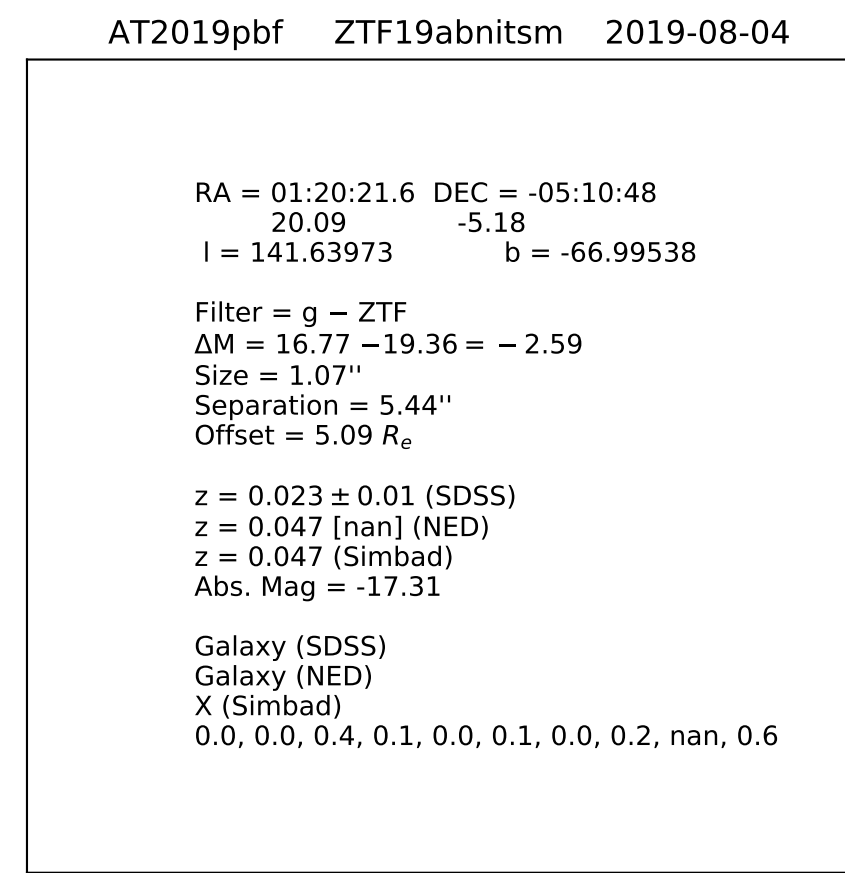 AT2019pbf ZTF19abnitsm 2019-08-04
RA = 01:20:21.6 DEC = -05:10:48
20.09 -5.18
l = 141.63973 b = -66.99538
Filter = g − ZTF
ΔM = 16.77 −19.36 = − 2.59
Size = 1.07''
Separation = 5.44''
Offset = 5.09 Rₑ
z = 0.023 ± 0.01 (SDSS)
z = 0.047 [nan] (NED)
z = 0.047 (Simbad)
Abs. Mag = -17.31
Galaxy (SDSS)
Galaxy (NED)
X (Simbad)
0.0, 0.0, 0.4, 0.1, 0.0, 0.1, 0.0, 0.2, nan, 0.6